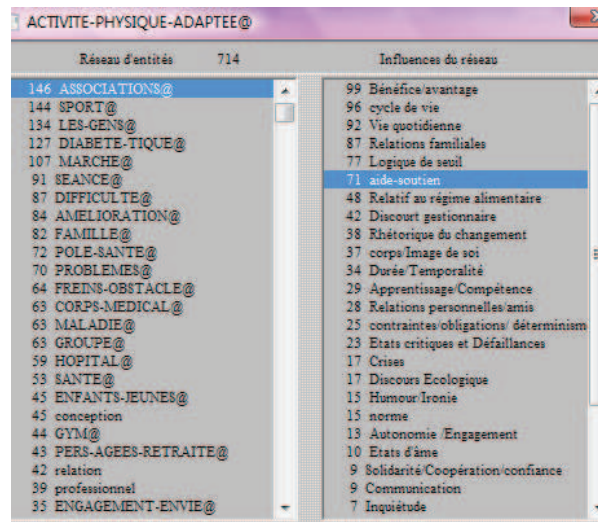 ACTIVITE-PHYSIQUE-ADAPTEE@
Réseau d'entités 714
146 ASSOCIATIONS@
144 SPORT@
134 LES-GENS@
127 DIABETE-TIQUE@
107 MARCHE@
91 SEANCE@
87 DIFFICULTE@
84 AMELIORATION@
82 FAMILLE@
72 POLE-SANTE@
70 PROBLEMES@
64 FREINS-OBSTACLE@
63 CORPS-MEDICAL@
63 MALADIE@
63 GROUPE@
59 HOPITAL@
53 SANTE@
45 ENFANTS-JEUNES@
45 conception
44 GYM@
43 PERS-AGEES-RETRAITE@
42 relation
39 professionnel
35 ENGAGEMENT-ENVIE@
Influences du réseau
99 Bénéfice/avantage
96 cycle de vie
92 Vie quotidienne
87 Relations familiales
77 Logique de seuil
71 aide-soutien
48 Relatif au régime alimentaire
42 Discourt gestionnaire
38 Rhétorique du changement
37 corps/Image de soi
34 Durée/Temporalité
29 Apprentissage/Compétence
28 Relations personnelles/amis
25 contraintes/obligations/ déterminism
23 Etats critiques et Défaillances
17 Crises
17 Discours Ecologique
15 Humour/Ironie
15 norme
13 Autonomie /Engagement
10 Etats d'âme
9 Solidarité/Coopération/confiance
9 Communication
7 Inquiétude